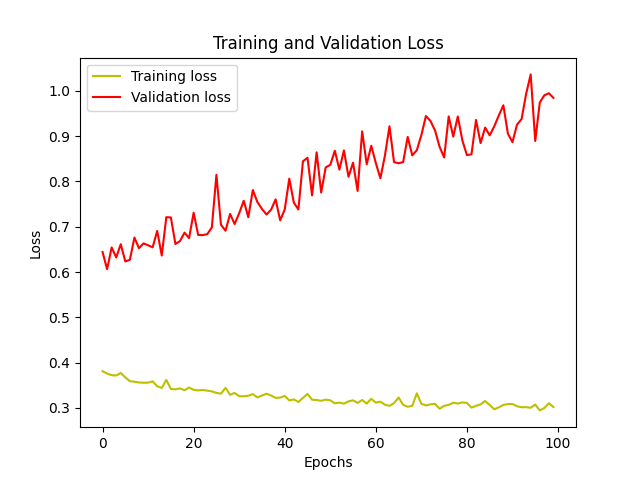 Training and Validation Loss
Training loss
Validation loss
1.0
0.9
0.8
0.7
0.6
0.5
0.4
0.3
Loss
0 20 40 60 80 100
Epochs